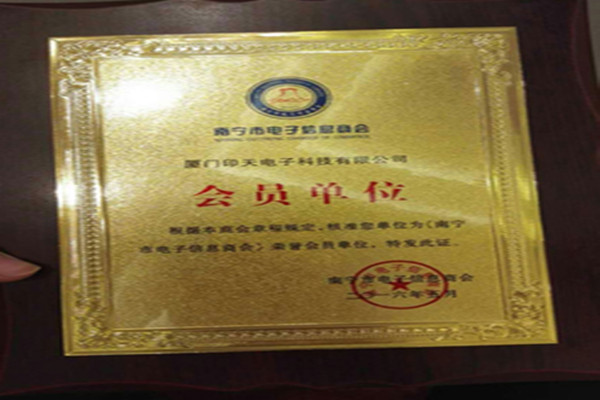 南宁市电子信息商会
厦门印天电子科技有限公司
会员单位
根据本商会章程规定，核准您单位为《南宁
市电子信息商会》荣誉会员单位，特发此证。
南宁市电子信息商会
二〇一六年五月